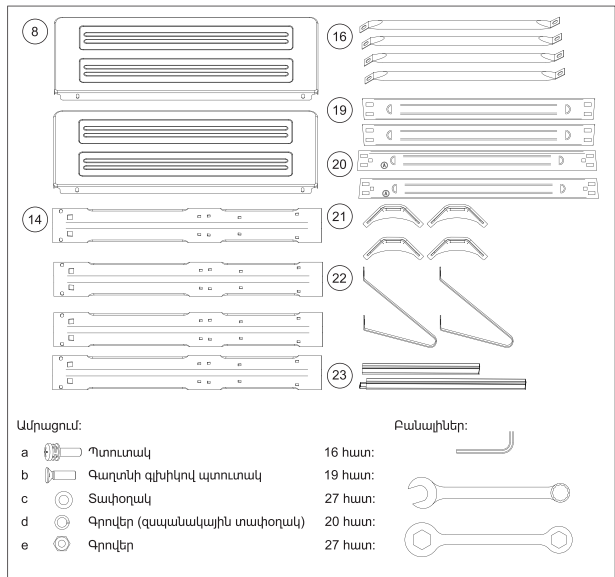 8
16
19
20
A
A
14
21
22
23
Ամրացում:
Բանալիներ:
a Պտուտակ 16 հատ:
b Գաղտնի գլխիկով պտուտակ 19 հատ:
c Տափօղակ 27 հատ:
d Գրովեր (զսպանակային տափօղակ) 20 հատ:
e Գրովեր 27 հատ: